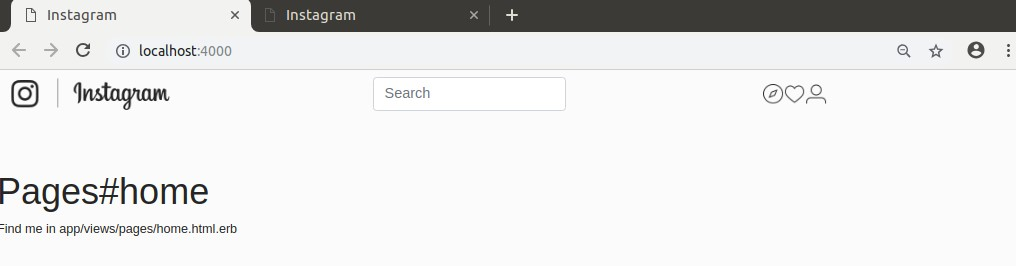 Instagram
Instagram
localhost:4000
Instagram
Search
Pages#home
Find me in app/views/pages/home.html.erb